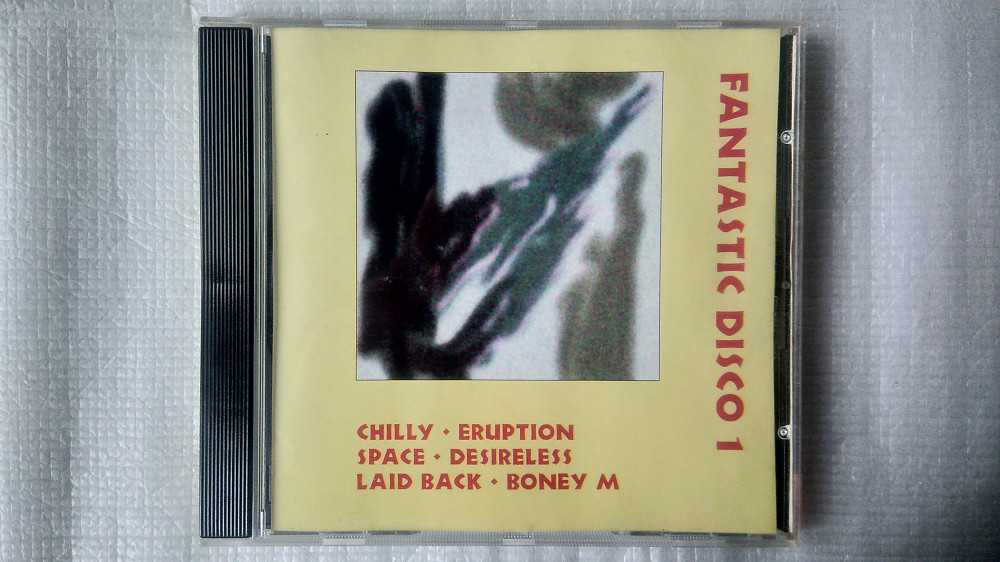 FANTASTIC DISCO 1
CHILLY • ERUPTION
SPACE • DESIRELESS
LAID BACK • BONEY M